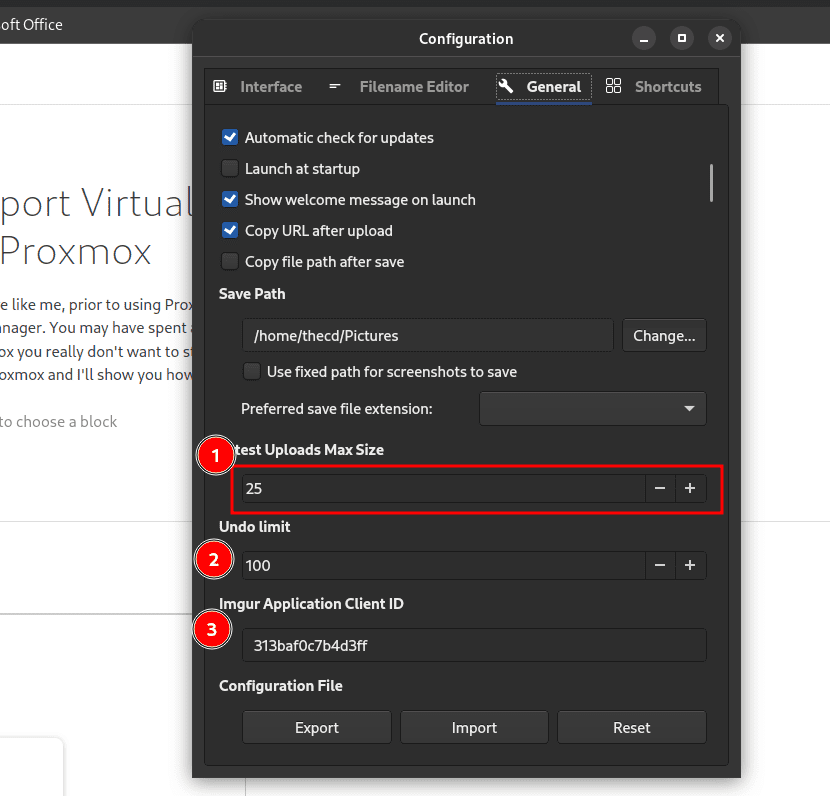 oft Office
Configuration
Interface
Filename Editor
General
Shortcuts
Automatic check for updates
Launch at startup
Show welcome message on launch
Copy URL after upload
Copy file path after save
Save Path
/home/thecd/Pictures
Change...
Use fixed path for screenshots to save
Preferred save file extension:
1
test Uploads Max Size
25
Undo limit
2
100
Imgur Application Client ID
3
313baf0c7b4d3ff
Configuration File
Export
Import
Reset
port Virtual
Proxmox
e like me, prior to using Prox
nager. You may have spent a
ox you really don't want to st
oxmox and I'll show you how
to choose a block